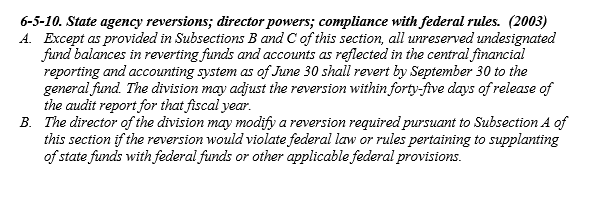 6-5-10. State agency reversions; director powers; compliance with federal rules. (2003)
A. Except as provided in Subsections B and C of this section, all unreserved undesignated
fund balances in reverting funds and accounts as reflected in the central financial
reporting and accounting system as of June 30 shall revert by September 30 to the
general fund. The division may adjust the reversion within forty-five days of release of
the audit report for that fiscal year.
B. The director of the division may modify a reversion required pursuant to Subsection A of
this section if the reversion would violate federal law or rules pertaining to supplanting
of state funds with federal funds or other applicable federal provisions.